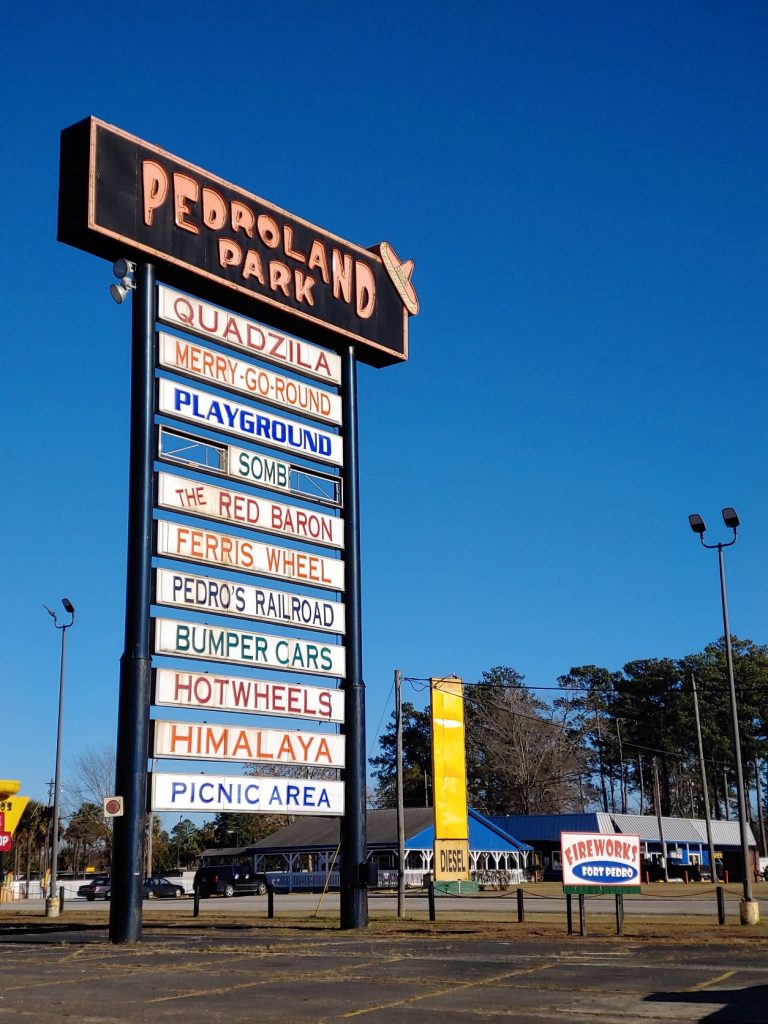 PEDROLAND
PARK
QUADZILA
MERRY-GO-ROUND
PLAYGROUND
SOMB
THE RED BARON
FERRIS WHEEL
PEDRO'S RAILROAD
BUMPER CARS
HOTWHEELS
HIMALAYA
PICNIC AREA
DIESEL
FIREWORKS
FORT PEDRO